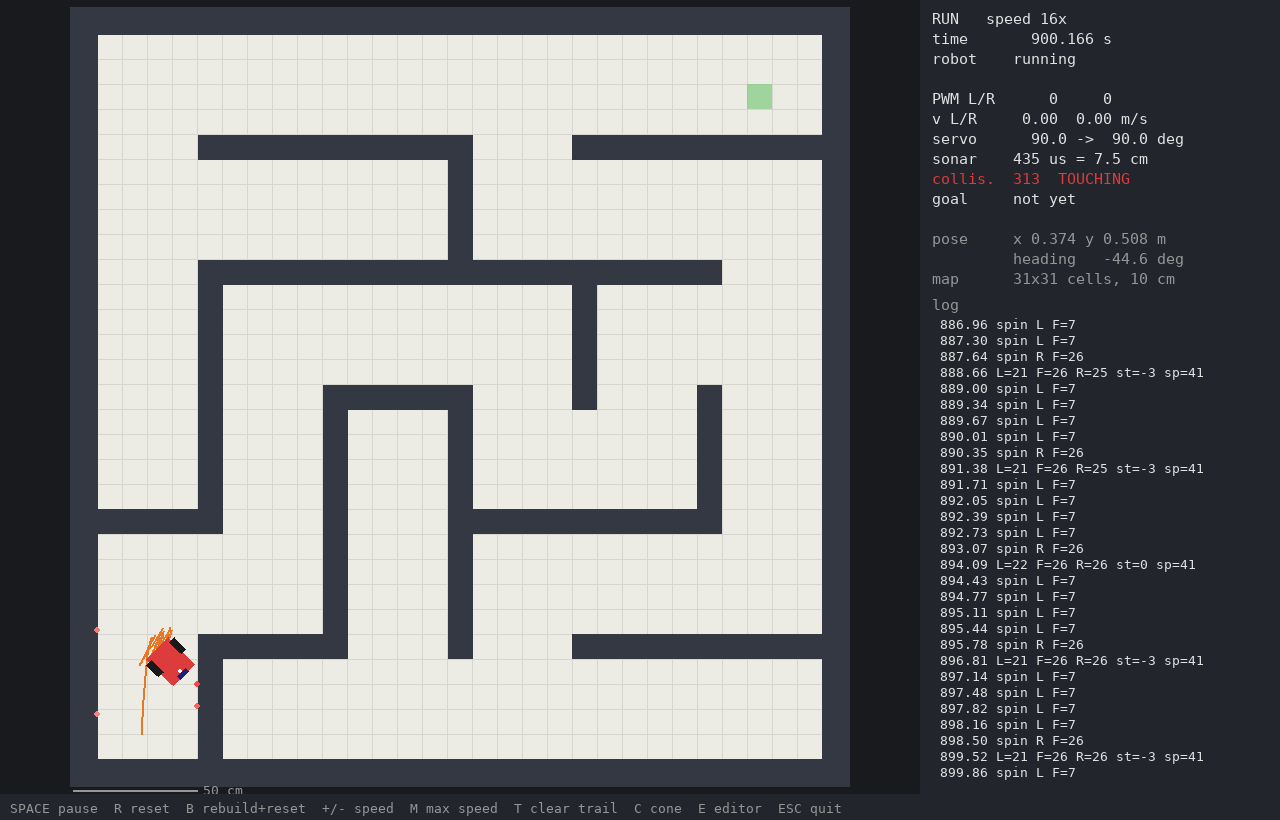 RUN   speed 16x
time       900.166 s
robot    running
PWM L/R      0     0
v L/R     0.00  0.00 m/s
servo      90.0 ->  90.0 deg
sonar    435 us = 7.5 cm
collis.  313  TOUCHING
goal     not yet
pose     x 0.374 y 0.508 m
heading   -44.6 deg
map      31x31 cells, 10 cm
log
886.96 spin L F=7
887.30 spin L F=7
887.64 spin R F=26
888.66 L=21 F=26 R=25 st=-3 sp=41
889.00 spin L F=7
889.34 spin L F=7
889.67 spin L F=7
890.01 spin L F=7
890.35 spin R F=26
891.38 L=21 F=26 R=25 st=-3 sp=41
891.71 spin L F=7
892.05 spin L F=7
892.39 spin L F=7
892.73 spin L F=7
893.07 spin R F=26
894.09 L=22 F=26 R=26 st=0 sp=41
894.43 spin L F=7
894.77 spin L F=7
895.11 spin L F=7
895.44 spin L F=7
895.78 spin R F=26
896.81 L=21 F=26 R=26 st=-3 sp=41
897.14 spin L F=7
897.48 spin L F=7
897.82 spin L F=7
898.16 spin L F=7
898.50 spin R F=26
899.52 L=21 F=26 R=26 st=-3 sp=41
899.86 spin L F=7
50 cm
SPACE pause  R reset  B rebuild+reset  +/- speed  M max speed  T clear trail  C cone  E editor  ESC quit